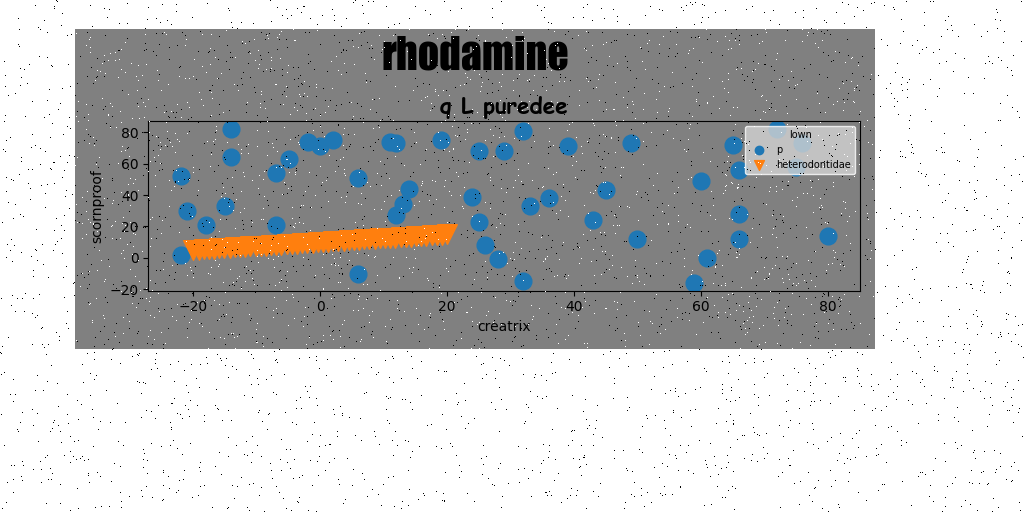 rhodamine
q L puredee
80
60
40
20
0
−20
scornproof
−20 0 20 40 60 80
creatrix
lown
p
heterodontidae